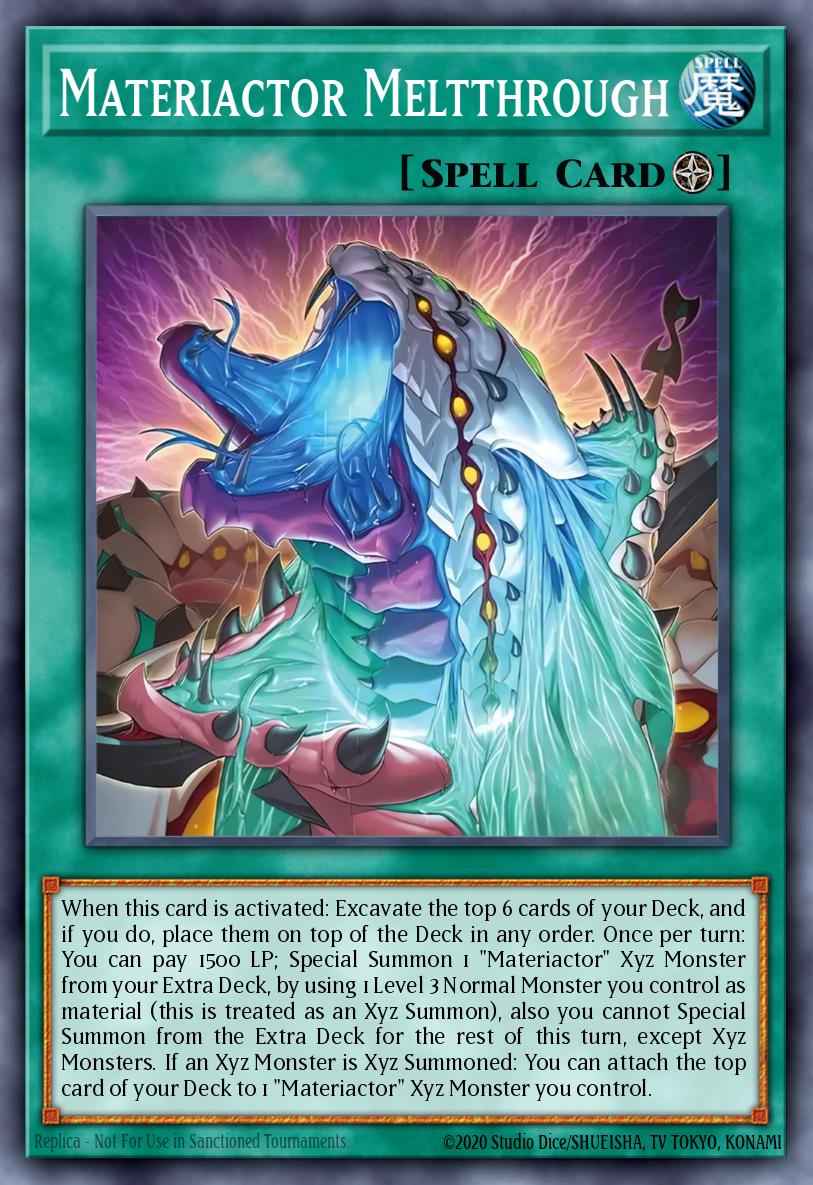 Materiactor Meltthrough
SPELL
魔
[Spell Card]
When this card is activated: Excavate the top 6 cards of your Deck, and
if you do, place them on top of the Deck in any order. Once per turn:
You can pay 1500 LP; Special Summon 1 "Materiactor" Xyz Monster
from your Extra Deck, by using 1 Level 3 Normal Monster you control as
material (this is treated as an Xyz Summon), also you cannot Special
Summon from the Extra Deck for the rest of this turn, except Xyz
Monsters. If an Xyz Monster is Xyz Summoned: You can attach the top
card of your Deck to 1 "Materiactor" Xyz Monster you control.
Replica - Not For Use in Sanctioned Tournaments.
©2020 Studio Dice/SHUEISHA, TV TOKYO, KONAMI